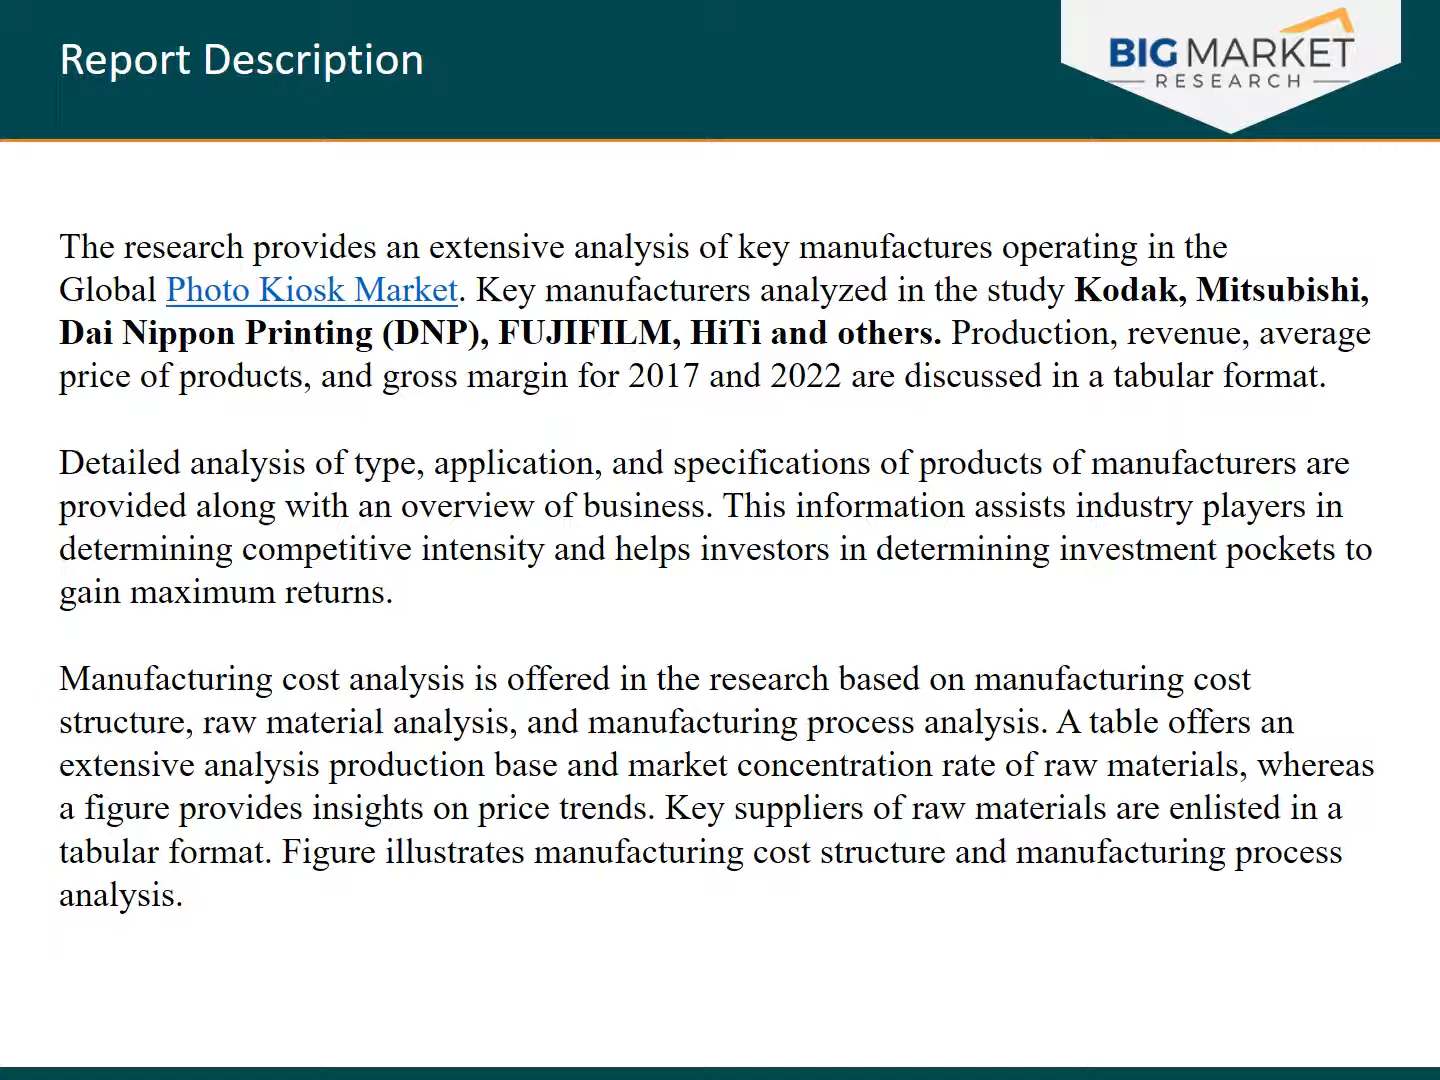 Report Description
BIG MARKET
RESEARCH
The research provides an extensive analysis of key manufactures operating in the
Global Photo Kiosk Market. Key manufacturers analyzed in the study Kodak, Mitsubishi,
Dai Nippon Printing (DNP), FUJIFILM, HiTi and others. Production, revenue, average
price of products, and gross margin for 2017 and 2022 are discussed in a tabular format.
Detailed analysis of type, application, and specifications of products of manufacturers are
provided along with an overview of business. This information assists industry players in
determining competitive intensity and helps investors in determining investment pockets to
gain maximum returns.
Manufacturing cost analysis is offered in the research based on manufacturing cost
structure, raw material analysis, and manufacturing process analysis. A table offers an
extensive analysis production base and market concentration rate of raw materials, whereas
a figure provides insights on price trends. Key suppliers of raw materials are enlisted in a
tabular format. Figure illustrates manufacturing cost structure and manufacturing process
analysis.